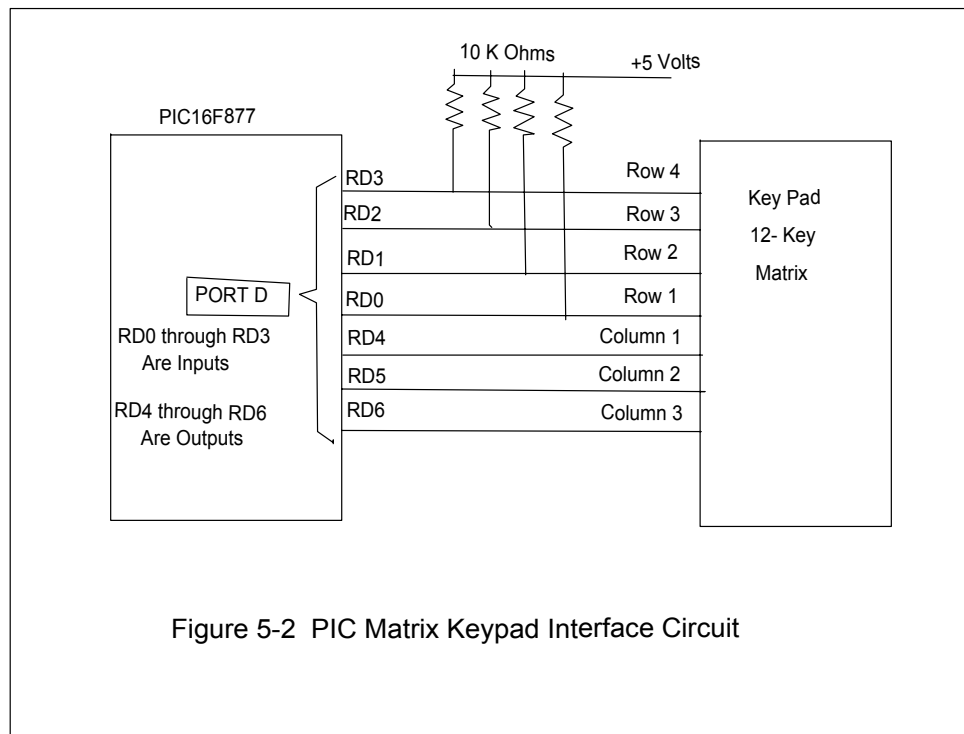 10 K Ohms
+5 Volts
PIC16F877
RD3
Row 4
RD2
Row 3
RD1
Row 2
RD0
Row 1
RD4
Column 1
RD5
Column 2
RD6
Column 3
PORT D
RD0 through RD3
Are Inputs
RD4 through RD6
Are Outputs
Key Pad
12- Key
Matrix
Figure 5-2 PIC Matrix Keypad Interface Circuit